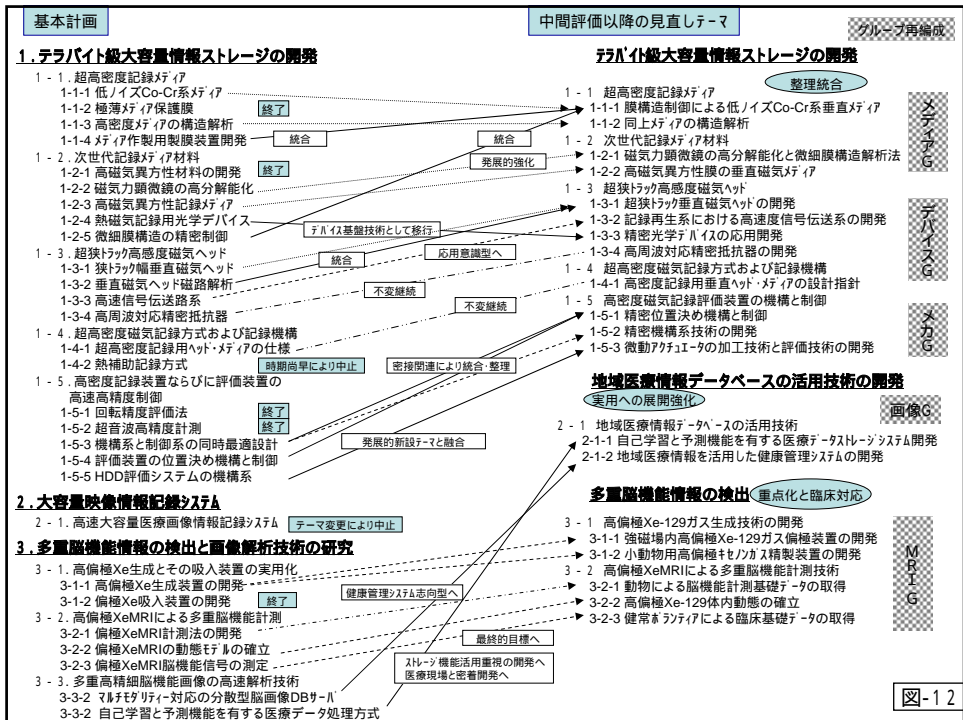 基本計画
1.テラバイト級大容量情報ストレージの開発
1-1.超高密度記録メディア
1-1-1 低ノイズCo-Cr系メディア
1-1-2 極薄メディア保護膜
終了
1-1-3 高密度メディアの構造解析
1-1-4 メディア作製用製膜装置開発
統合
統合
1-2.次世代記録メディア材料
発展的強化
1-2-1 高磁気異方性材料の開発
終了
1-2-2 磁気力顕微鏡の高分解能化
1-2-3 高磁気異方性記録メディア
1-2-4 熱磁気記録用光学デバイス
デバイス基盤技術として移行
1-2-5 微細膜構造の精密制御
1-3.超狭トラック高感度磁気ヘッド
統合
応用意識型へ
1-3-1 狭トラック幅垂直磁気ヘッド
1-3-2 垂直磁気ヘッド磁路解析
1-3-3 高速信号伝送路系
不変継続
1-3-4 高周波対応精密抵抗器
不変継続
1-4.超高密度磁気記録方式および記録機構
1-4-1 超高密度記録用ヘッド・メディアの仕様
1-4-2 熱補助記録方式
時期尚早により中止
密接関連により統合・整理
1-5.高密度記録装置ならびに評価装置の
高速高精度制御
1-5-1 回転精度評価法
終了
1-5-2 超音波高精度計測
終了
1-5-3 機構系と制御系の同時最適設計
発展的新設テーマと融合
1-5-4 評価装置の位置決め機構と制御
1-5-5 HDD評価システムの機構系
2.大容量映像情報記録システム
2-1.高速大容量医療画像情報記録システム
テーマ変更により中止
3.多重脳機能情報の検出と画像解析技術の研究
3-1.高偏極Xe生成とその吸入装置の実用化
3-1-1 高偏極Xe生成装置の開発
3-1-2 偏極Xe吸入装置の開発
終了
健康管理システム志向型へ
3-2.高偏極XeMRIによる多重脳機能計測
3-2-1 偏極XeMRI計測法の開発
3-2-2 偏極XeMRIの動態モデルの確立
最終的目標へ
3-2-3 偏極XeMRI脳機能信号の測定
ストレージ機能活用重視の開発へ
医療現場と密着開発へ
3-3.多重高精細脳機能画像の高速解析技術
3-3-2 マルチモダリティー対応の分散型脳画像DBサーバ
3-3-2 自己学習と予測機能を有する医療データ処理方式
中間評価以降の見直しテーマ
グループ再編成
テラバイト級大容量情報ストレージの開発
整理統合
1-1 超高密度記録メディア
1-1-1 膜構造制御による低ノイズCo-Cr系垂直メディア
1-1-2 同上メディアの構造解析
メディアG
1-2 次世代記録メディア材料
1-2-1 磁気力顕微鏡の高分解能化と微細膜構造解析法
1-2-2 高磁気異方性膜の垂直磁気メディア
1-3 超狭トラック高感度磁気ヘッド
1-3-1 超狭トラック垂直磁気ヘッドの開発
1-3-2 記録再生系における高速度信号伝送系の開発
1-3-3 精密光学デバイスの応用開発
1-3-4 高周波対応精密抵抗器の開発
デバイスG
1-4 超高密度磁気記録方式および記録機構
1-4-1 高密度記録用垂直ヘッド・メディアの設計指針
1-5 高密度磁気記録評価装置の機構と制御
1-5-1 精密位置決め機構と制御
1-5-2 精密機構系技術の開発
1-5-3 微動アクチュエータの加工技術と評価技術の開発
メカG
地域医療情報データベースの活用技術の開発
実用への展開強化
画像G
2-1 地域医療情報データベースの活用技術
2-1-1 自己学習と予測機能を有する医療データストレージシステム開発
2-1-2 地域医療情報を活用した健康管理システムの開発
多重脳機能情報の検出
重点化と臨床対応
3-1 高偏極Xe-129ガス生成技術の開発
3-1-1 強磁場内高偏極Xe-129ガス偏極装置の開発
3-1-2 小動物用高偏極キセノンガス精製装置の開発
3-2 高偏極XeMRIによる多重脳機能計測技術
3-2-1 動物による脳機能計測基礎データの取得
3-2-2 高偏極Xe-129体内動態の確立
3-2-3 健常ボランティアによる臨床基礎データの取得
MRI G
図-12